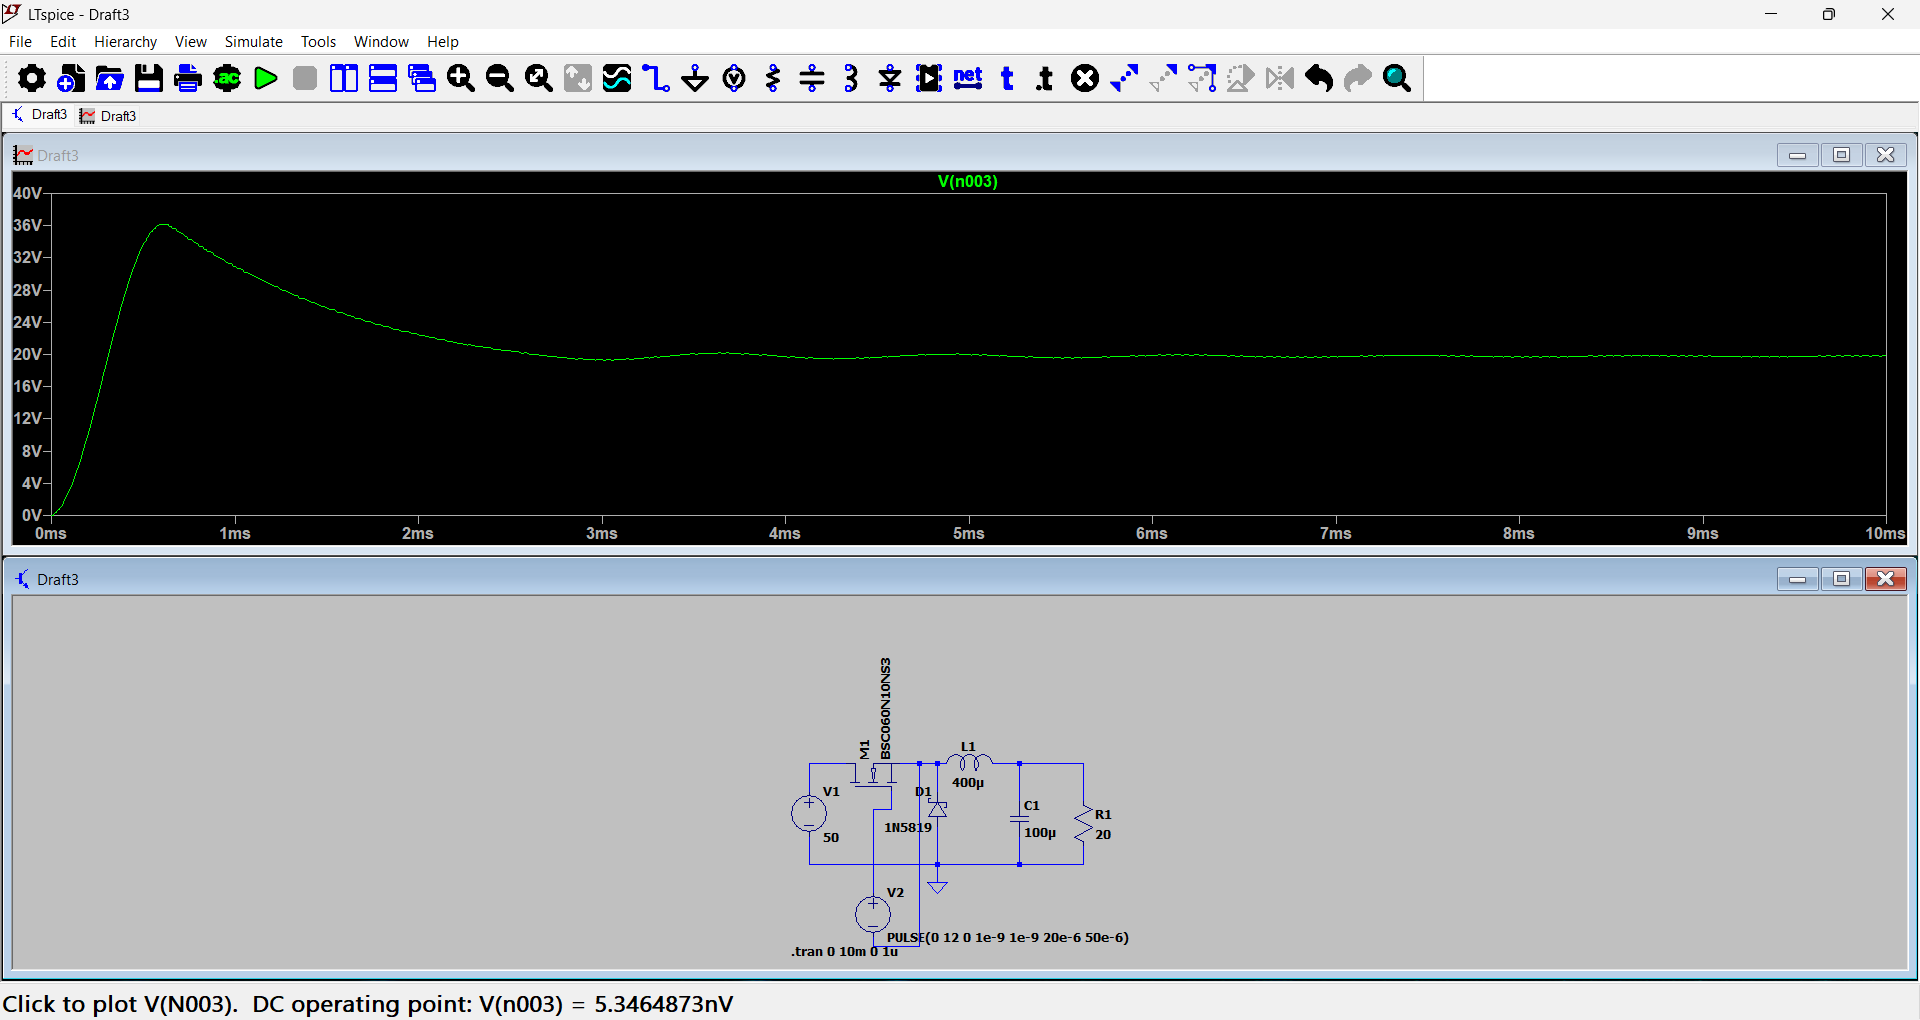 LTspice - Draft3
File Edit Hierarchy View Simulate Tools Window Help
.ac net t .t
Draft3 Draft3
Draft3
V(n003)
40V
36V
32V
28V
24V
20V
16V
12V
8V
4V
0V
0ms 1ms 2ms 3ms 4ms 5ms 6ms 7ms 8ms 9ms 10ms
Draft3
BSC060N10NS3
M1
L1
400µ
V1
50
D1
1N5819
C1
100µ
R1
20
V2
PULSE(0 12 0 1e-9 1e-9 20e-6 50e-6)
.tran 0 10m 0 1u
Click to plot V(N003). DC operating point: V(n003) = 5.3464873nV